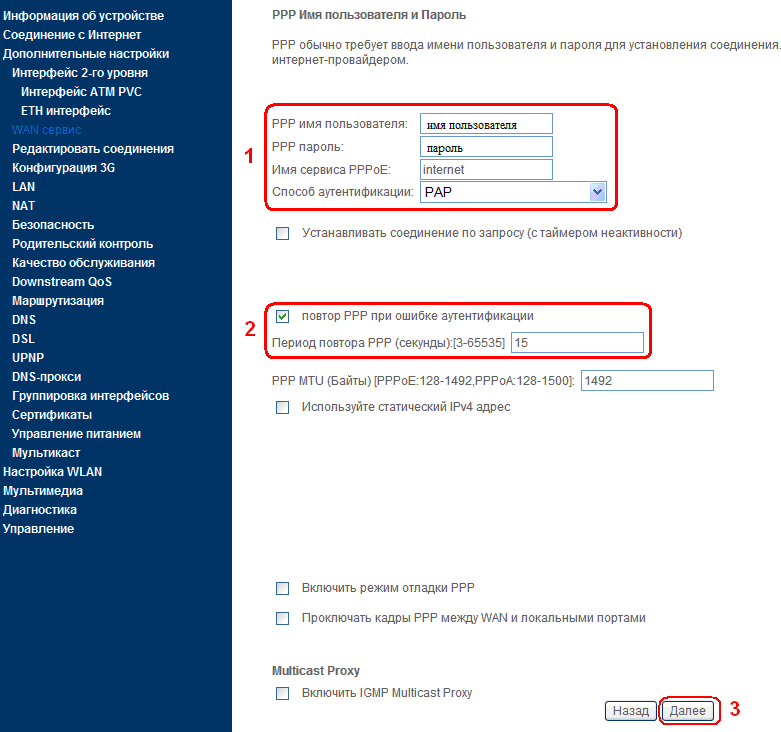 Информация об устройстве
Соединение с Интернет
Дополнительные настройки
Интерфейс 2-го уровня
Интерфейс ATM PVC
ETH интерфейс
WAN сервис
Редактировать соединения
Конфигурация 3G
LAN
NAT
Безопасность
Родительский контроль
Качество обслуживания
Downstream QoS
Маршрутизация
DNS
DSL
UPNP
DNS-прокси
Группировка интерфейсов
Сертификаты
Управление питанием
Мультикаст
Настройка WLAN
Мультимедиа
Диагностика
Управление
PPP Имя пользователя и Пароль
PPP обычно требует ввода имени пользователя и пароля для установления соединения.
интернет-провайдером.
1
PPP имя пользователя: имя пользователя
PPP пароль: пароль
Имя сервиса PPPoE: internet
Способ аутентификации: PAP
Устанавливать соединение по запросу (с таймером неактивности)
2
повтор PPP при ошибке аутентификации
Период повтора PPP (секунды):[3-65535] 15
PPP MTU (Байты) [PPPoE:128-1492,PPPoA:128-1500]: 1492
Используйте статический IPv4 адрес
Включить режим отладки PPP
Проключать кадры PPP между WAN и локальными портами
Multicast Proxy
Включить IGMP Multicast Proxy
Назад Далее 3